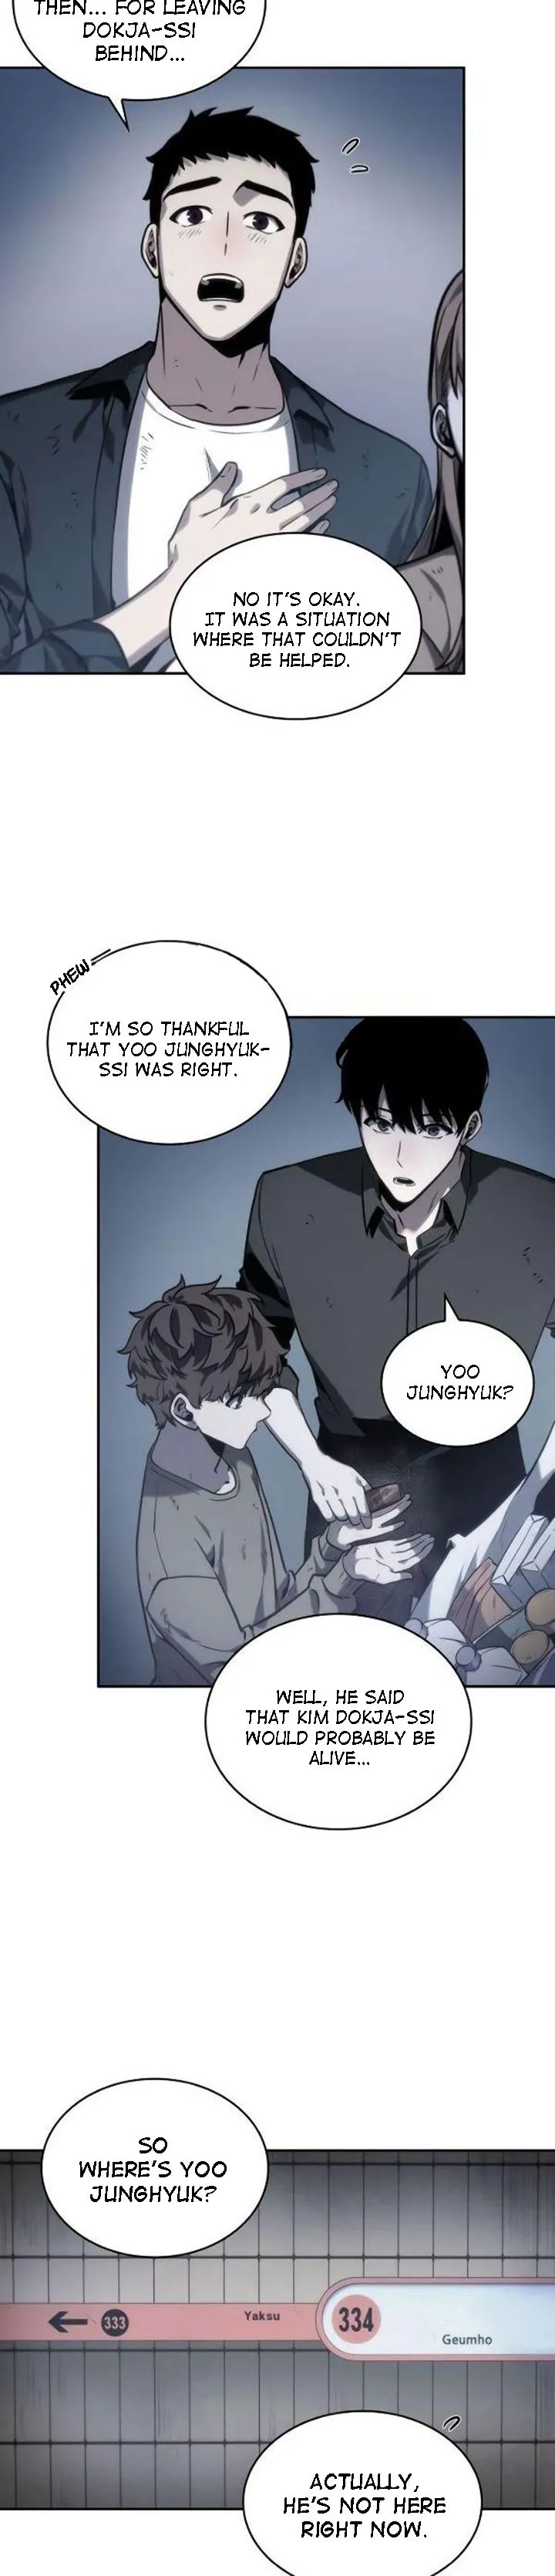 THEN... FOR LEAVING
DOKJA-SSI
BEHIND...
NO IT'S OKAY.
IT WAS A SITUATION
WHERE THAT COULDN'T
BE HELPED.
PHEW
I'M SO THANKFUL
THAT YOO JUNGHYUK-
SSI WAS RIGHT.
YOO
JUNGHYUK?
WELL, HE SAID
THAT KIM DOKJA-SSI
WOULD PROBABLY BE
ALIVE...
SO
WHERE'S YOO
JUNGHYUK?
333
Yaksu
334
Geumho
ACTUALLY,
HE'S NOT HERE
RIGHT NOW.